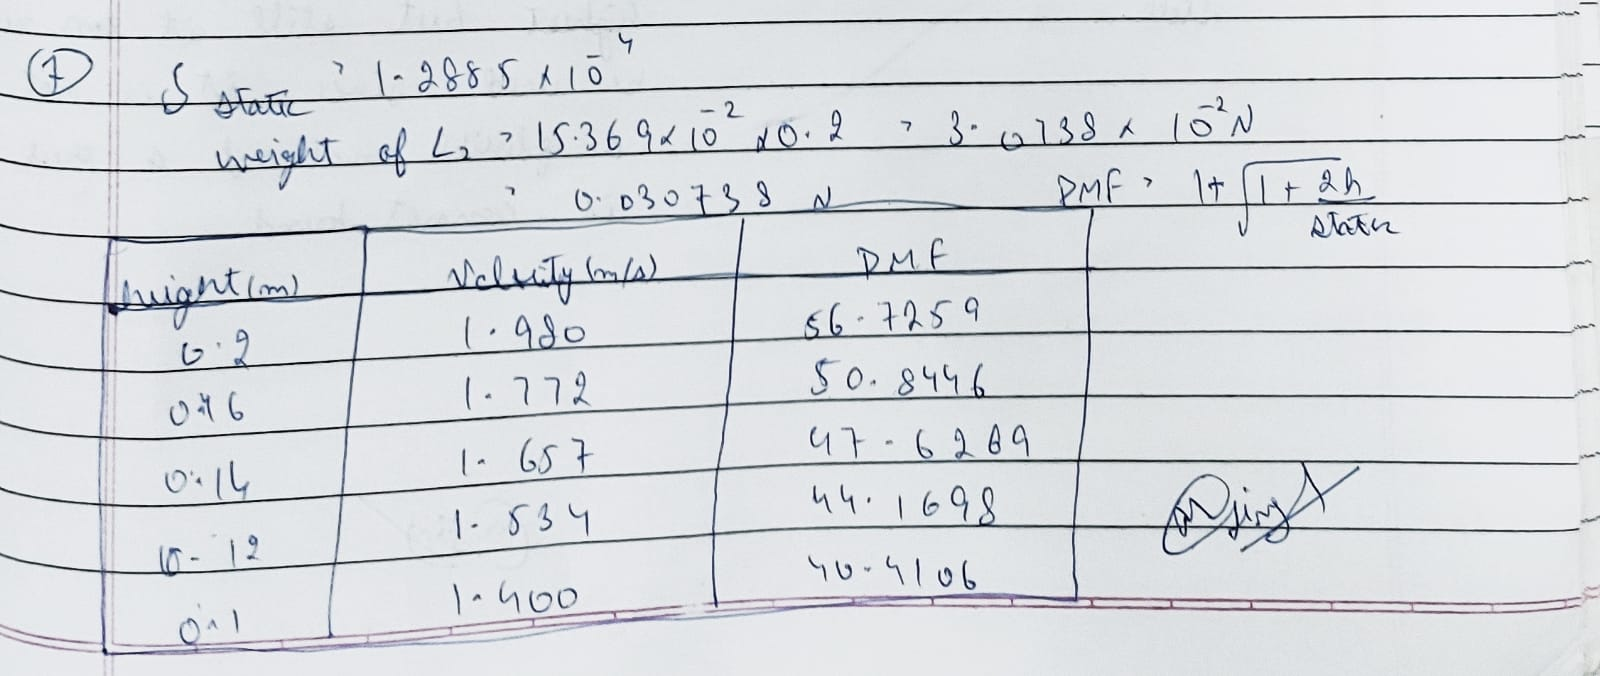 7
δ static = 1.2885 x 10^-4
weight of L2 = 15.369 x 10^-2 x 0.2 = 3.0738 x 10^-2 N
= 0.030738 N DMF = 1+ √1 + 2h/static
height(m) Velocity (m/s) DMF
0.2 1.980 56.7259
0.16 1.772 50.8446
0.14 1.657 47.6269
0.12 1.534 44.1698
0.1 1.400 40.4106